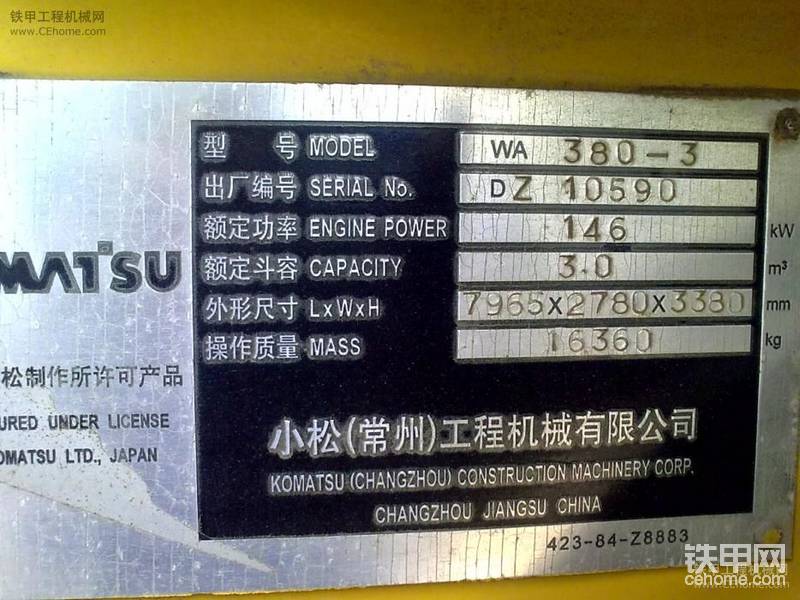 铁甲工程机械网
www.CEhome.com
型 号 MODEL WA 380-3
出厂编号 SERIAL No. DZ 10590
额定功率 ENGINE POWER 146 kW
额定斗容 CAPACITY 3.0 m³
外形尺寸 LxWxH 7965x2780x3380 mm
操作质量 MASS 16360 kg
MATSU
松制作所许可产品
URED UNDER LICENSE
OMATSU LTD., JAPAN
小松(常州)工程机械有限公司
KOMATSU (CHANGZHOU) CONSTRUCTION MACHINERY CORP.
CHANGZHOU JIANGSU CHINA
423-84-Z8883
铁甲网
cehome.com